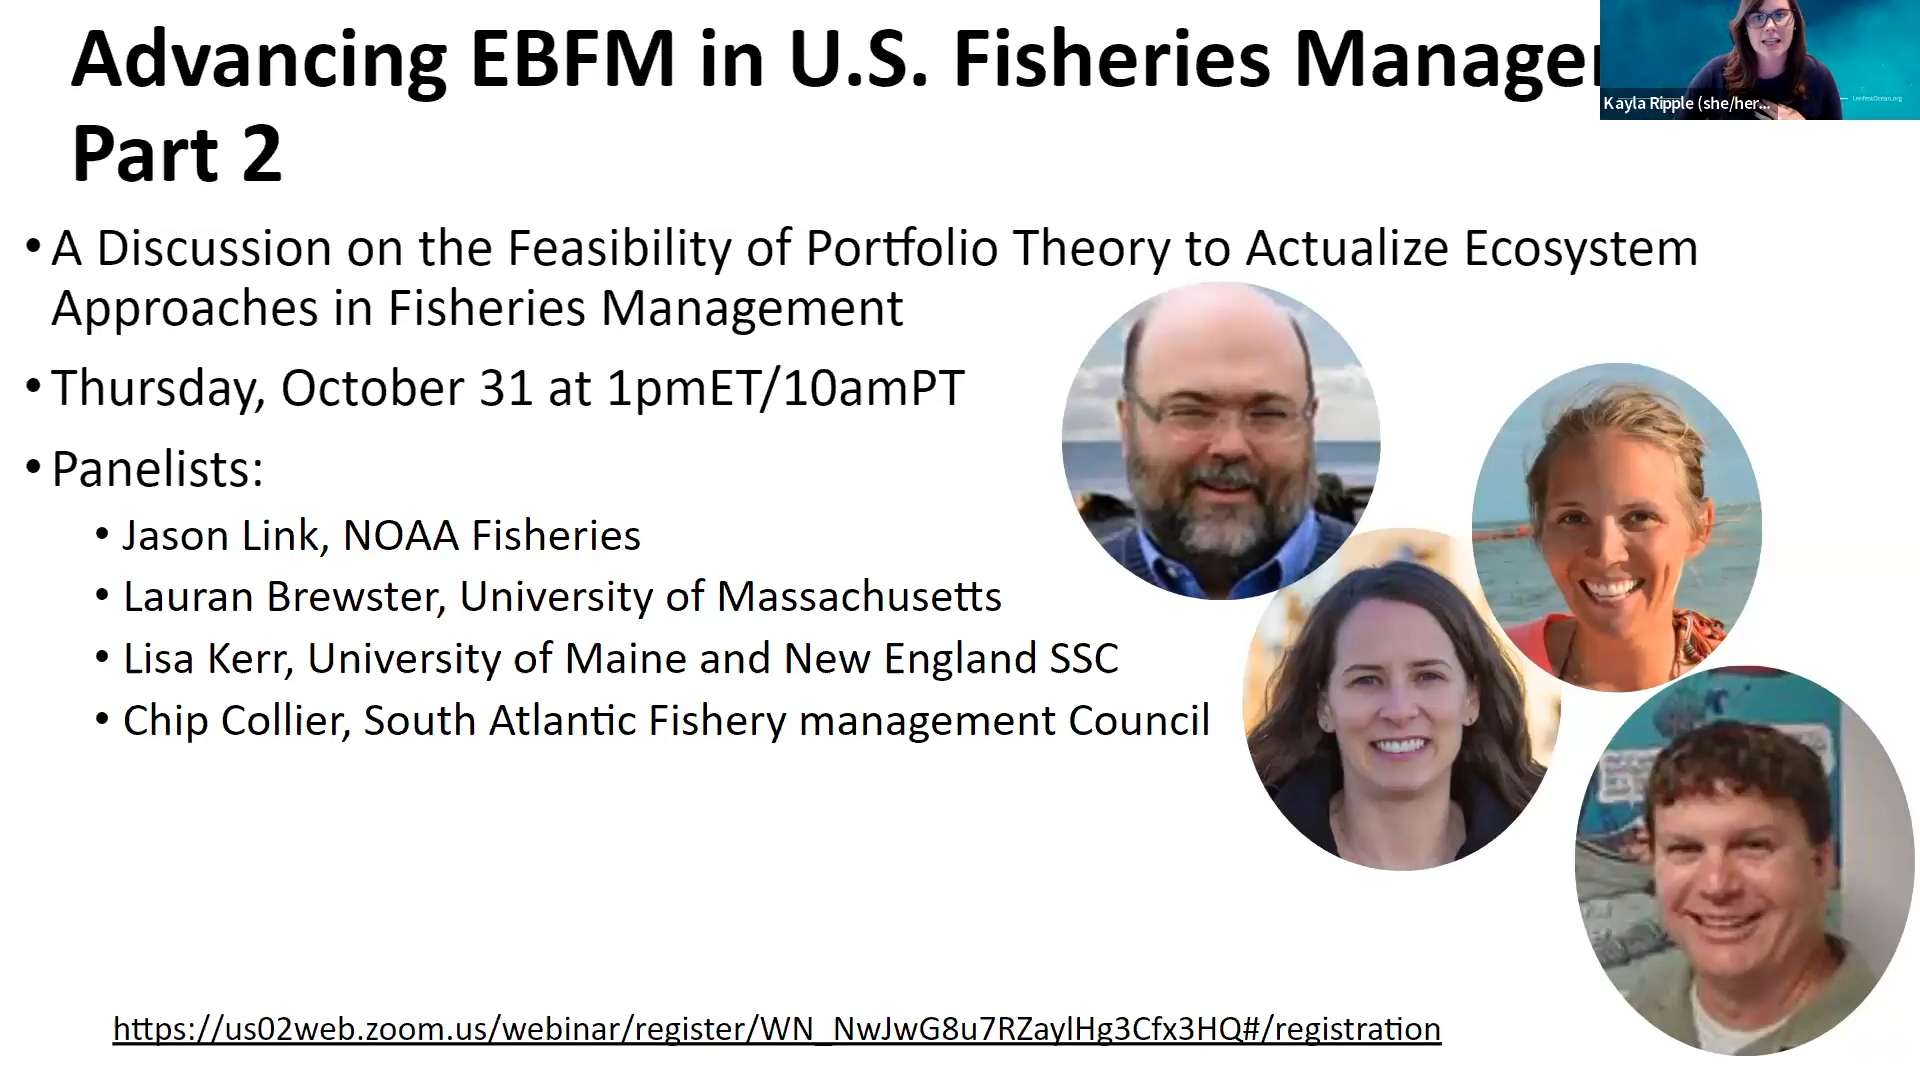 Advancing EBFM in U.S. Fisheries Manage
Part 2
Kayla Ripple (she/her...
LenfestOcean.org
• A Discussion on the Feasibility of Portfolio Theory to Actualize Ecosystem
Approaches in Fisheries Management
• Thursday, October 31 at 1pmET/10amPT
• Panelists:
• Jason Link, NOAA Fisheries
• Lauran Brewster, University of Massachusetts
• Lisa Kerr, University of Maine and New England SSC
• Chip Collier, South Atlantic Fishery management Council
https://us02web.zoom.us/webinar/register/WN_NwJwG8u7RZaylHg3Cfx3HQ#/registration